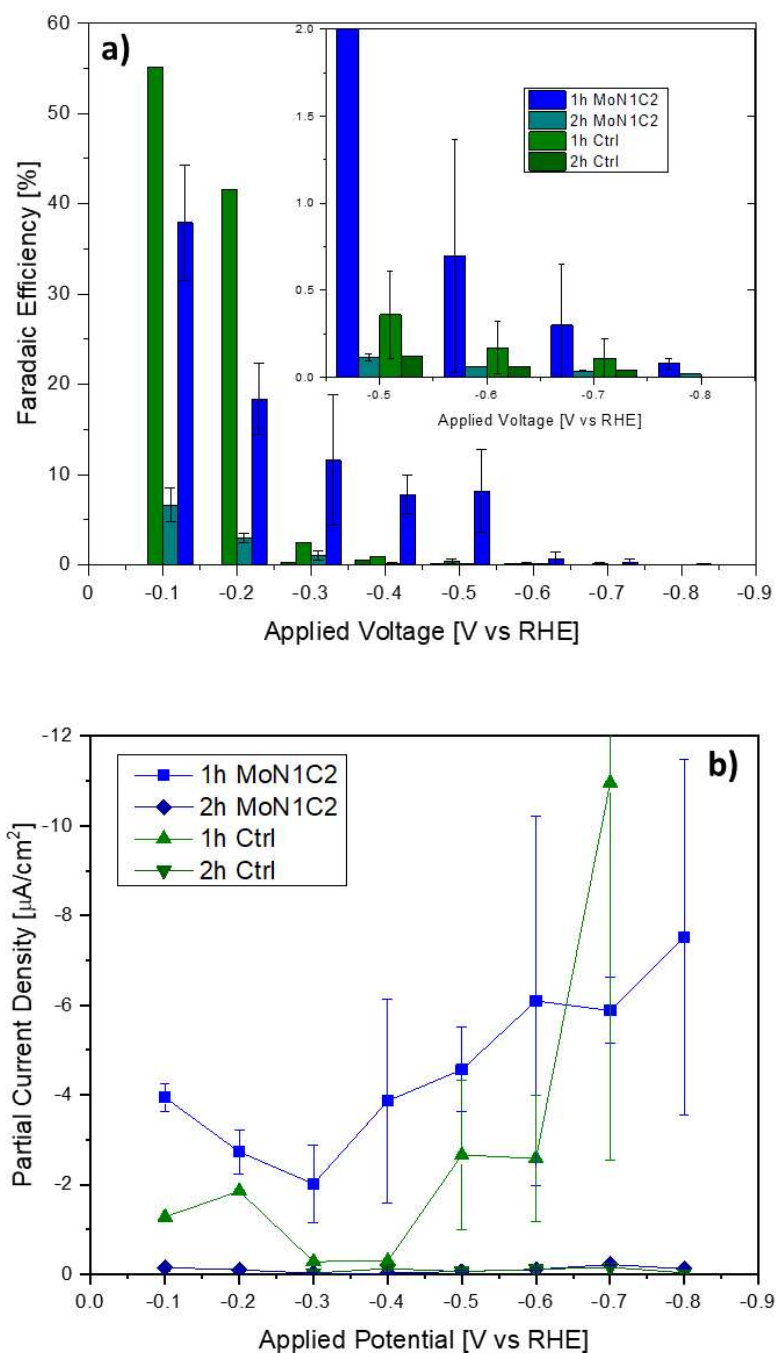 a)
Faradaic Efficiency [%]
60
50
40
30
20
10
0
0 -0.1 -0.2 -0.3 -0.4 -0.5 -0.6 -0.7 -0.8 -0.9
Applied Voltage [V vs RHE]
2.0
1.5
1.0
0.5
0.0
-0.5 -0.6 -0.7 -0.8
Applied Voltage [V vs RHE]
1h MoN1C2
2h MoN1C2
1h Ctrl
2h Ctrl
b)
Partial Current Density [µA/cm²]
-12
-10
-8
-6
-4
-2
0
0.0 -0.1 -0.2 -0.3 -0.4 -0.5 -0.6 -0.7 -0.8 -0.9
Applied Potential [V vs RHE]
1h MoN1C2
2h MoN1C2
1h Ctrl
2h Ctrl